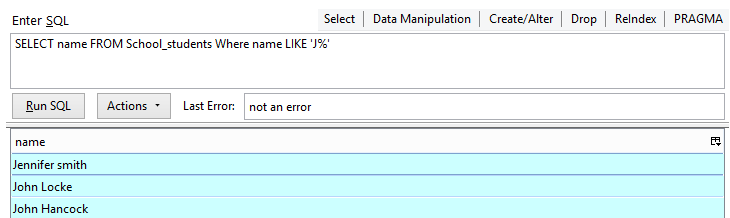 Enter SQL Select Data Manipulation Create/Alter Drop ReIndex PRAGMA
SELECT name FROM School_students Where name LIKE 'J%'
Run SQL Actions Last Error: not an error
name
Jennifer smith
John Locke
John Hancock